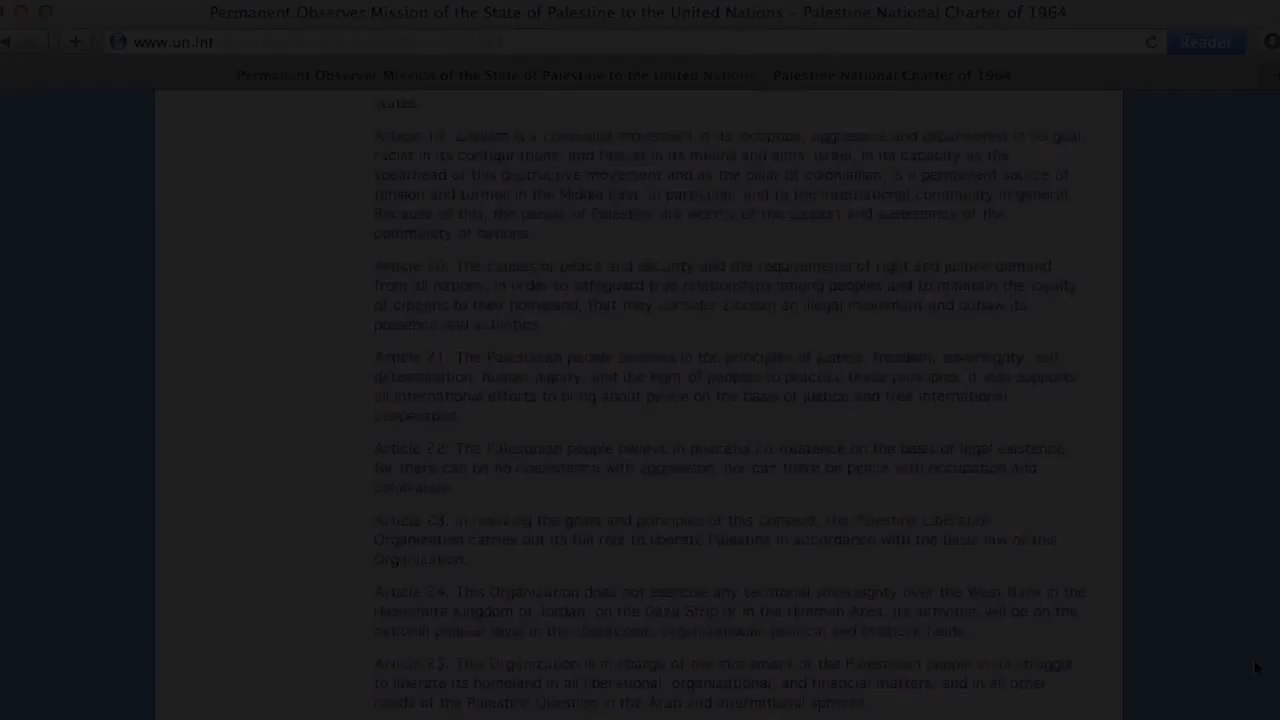 Permanent Observer Mission of the State of Palestine to the United Nations – Palestine National Charter of 1964
www.un.int
Reader
Permanent Observer Mission of the State of Palestine to the United Nations – Palestine National Charter of 1964
states.
Article 19. Zionism is a colonialist movement in its inception, aggressive and expansionist in its goal,
racist in its configurations, and fascist in its means and aims. Israel, in its capacity as the
spearhead of this destructive movement and as the pillar of colonialism, is a permanent source of
tension and turmoil in the Middle East, in particular, and to the international community in general.
Because of this, the people of Palestine are worthy of the support and sustenance of the
community of nations.
Article 20. The causes of peace and security and the requirements of right and justice demand
from all nations, in order to safeguard true relationships among peoples and to maintain the loyalty
of citizens to their homeland, that they consider Zionism an illegal movement and outlaw its
presence and activities.
Article 21. The Palestinian people believes in the principles of justice, freedom, sovereignty, self-
determination, human dignity, and the right of peoples to practice these principles. It also supports
all international efforts to bring about peace on the basis of justice and free international
cooperation.
Article 22. The Palestinian people believe in peaceful co-existence on the basis of legal existence,
for there can be no coexistence with aggression, nor can there be peace with occupation and
colonialism.
Article 23. In realizing the goals and principles of this Convent, the Palestine Liberation
Organization carries out its full role to liberate Palestine in accordance with the basic law of this
Organization.
Article 24. This Organization does not exercise any territorial sovereignty over the West Bank in the
Hashemite Kingdom of Jordan, on the Gaza Strip or in the Himmah Area. Its activities will be on the
national popular level in the liberational, organizational, political and financial fields.
Article 25. This Organization is in charge of the movement of the Palestinian people in its struggle
to liberate its homeland in all liberational, organizational, and financial matters, and in all other
needs of the Palestine Question in the Arab and international spheres.